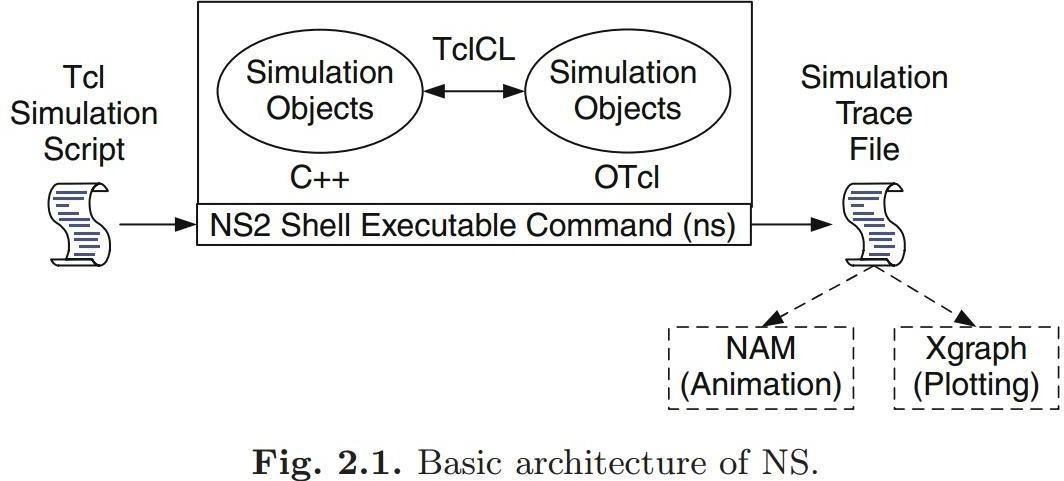 Tcl
Simulation
Script
TclCL
Simulation
Objects
Simulation
Objects
C++
OTcl
NS2 Shell Executable Command (ns)
Simulation
Trace
File
NAM
(Animation)
Xgraph
(Plotting)
Fig. 2.1. Basic architecture of NS.